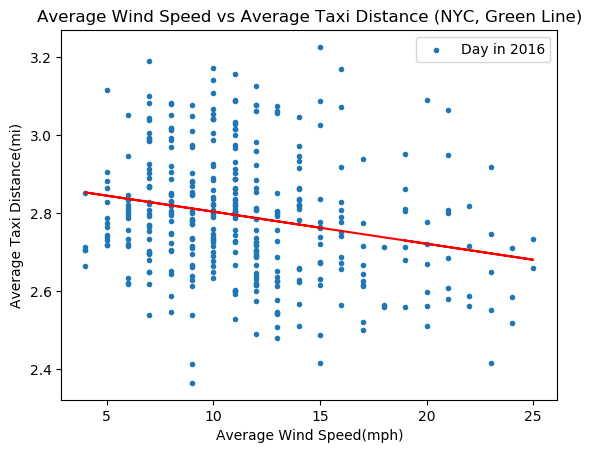 Average Wind Speed vs Average Taxi Distance (NYC, Green Line)
Day in 2016
Average Taxi Distance(mi)
3.2
3.0
2.8
2.6
2.4
5
10
15
20
25
Average Wind Speed(mph)